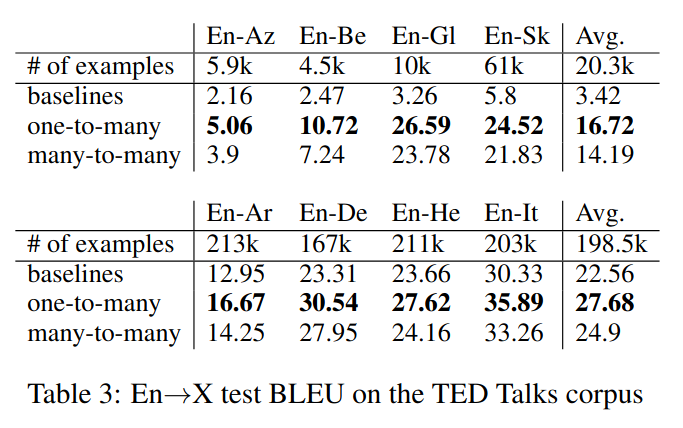 En-Az En-Be En-Gl En-Sk Avg.
# of examples 5.9k 4.5k 10k 61k 20.3k
baselines 2.16 2.47 3.26 5.8 3.42
one-to-many 5.06 10.72 26.59 24.52 16.72
many-to-many 3.9 7.24 23.78 21.83 14.19
En-Ar En-De En-He En-It Avg.
# of examples 213k 167k 211k 203k 198.5k
baselines 12.95 23.31 23.66 30.33 22.56
one-to-many 16.67 30.54 27.62 35.89 27.68
many-to-many 14.25 27.95 24.16 33.26 24.9
Table 3: En→X test BLEU on the TED Talks corpus